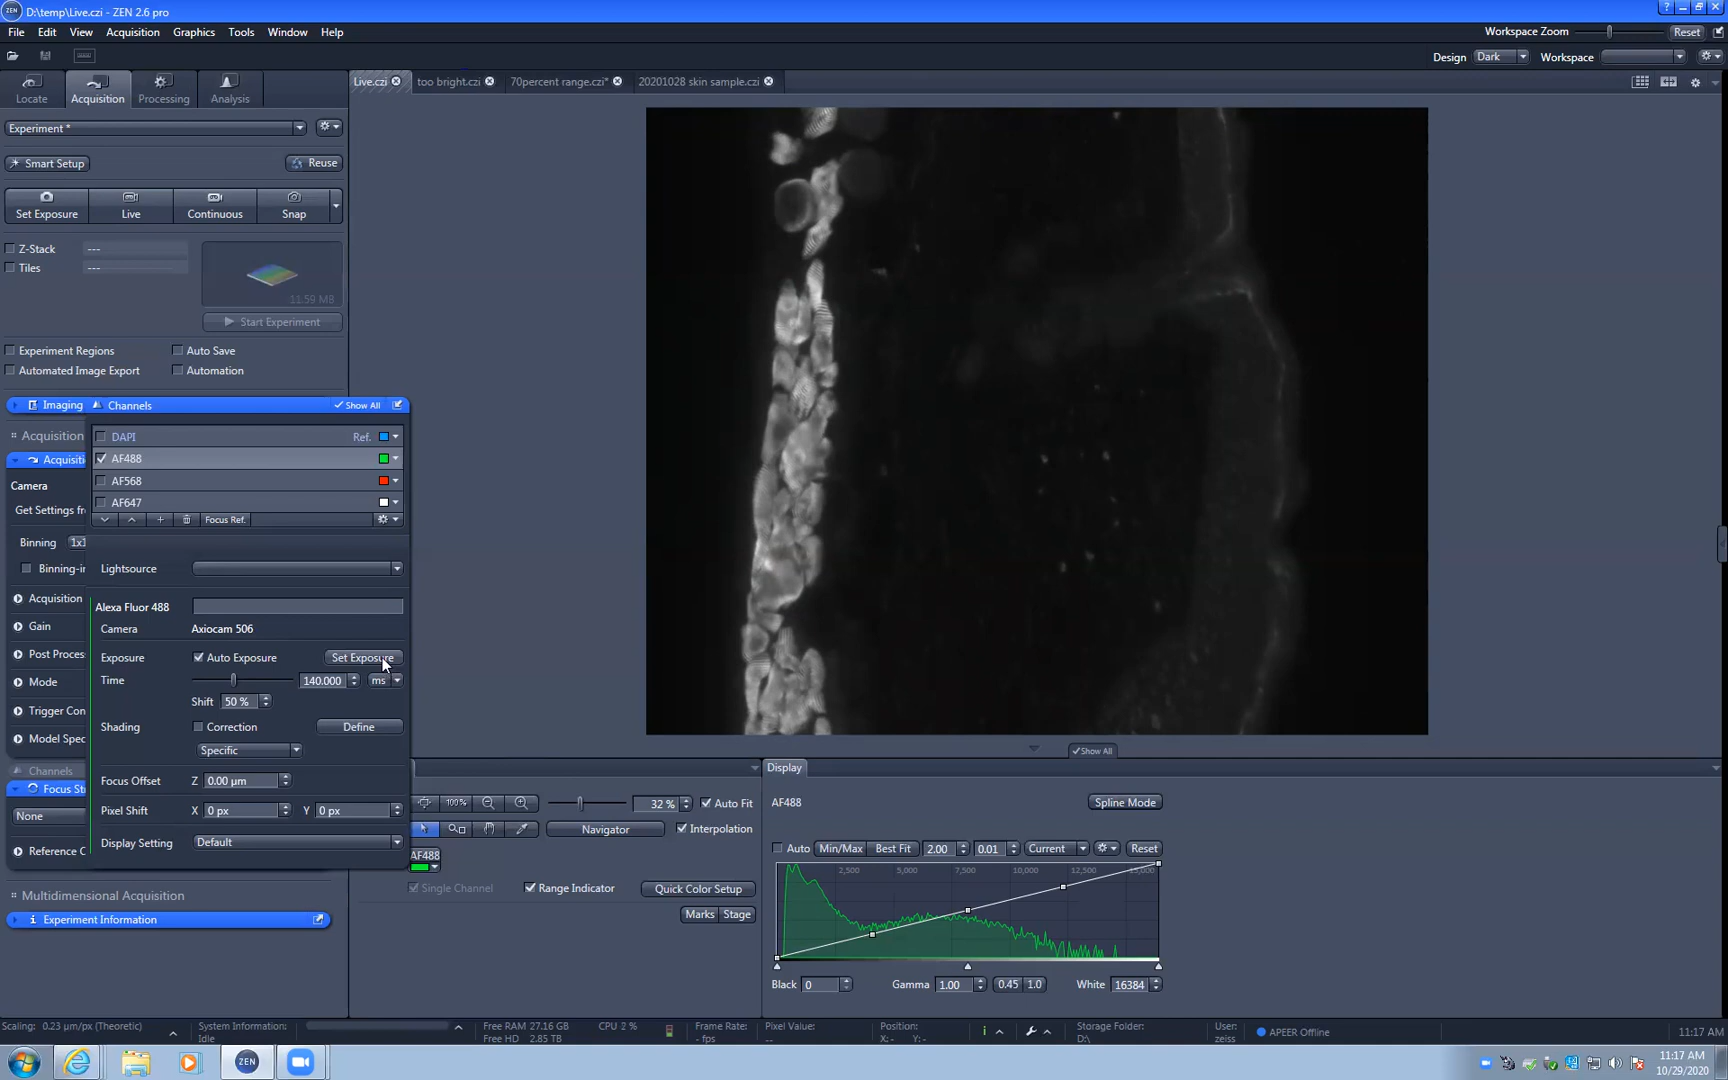 D:\temp\Live.czi - ZEN 2.6 pro
File Edit View Acquisition Graphics Tools Window Help
Workspace Zoom Reset
Design Dark Workspace
Locate Acquisition Processing Analysis
Live.czi too bright.czi 70percent range.czi* 20201028 skin sample.czi
Experiment *
Smart Setup Reuse
Set Exposure Live Continuous Snap
Z-Stack ---
Tiles ---
11.59 MB
Start Experiment
Experiment Regions Auto Save
Automated Image Export Automation
Imaging Channels Show All
Acquisition DAPI Ref.
Acquisiti AF488
Camera AF568
Get Settings fr AF647
Focus Ref.
Binning 1x1
Binning-in Lightsource
Acquisition Alexa Fluor 488
Gain Camera Axiocam 506
Post Proces Exposure Auto Exposure Set Exposure
Mode Time 140.000 ms
Trigger Con Shift 50 %
Model Spec Shading Correction Define
Specific
Channels
Focus Str Focus Offset Z 0.00 µm
None Pixel Shift X 0 px Y 0 px
Reference C Display Setting Default
Multidimensional Acquisition
Experiment Information
Show All
100% 32 % Auto Fit
Navigator Interpolation
AF488
Single Channel Range Indicator Quick Color Setup
Marks Stage
Display
AF488 Spline Mode
Auto Min/Max Best Fit 2.00 0.01 Current Reset
2,500 5,000 7,500 10,000 12,500 15,000
Black 0 Gamma 1.00 0.45 1.0 White 16384
Scaling: 0.23 µm/px (Theoretic) System Information: Free RAM 27.16 GB CPU 2 % Frame Rate: Pixel Value: Position: Storage Folder: User: APEER Offline 11:17 AM
Idle Free HD 2.85 TB - fps --- X:- Y:- D:\ zeiss
ZEN
11:17 AM
10/29/2020